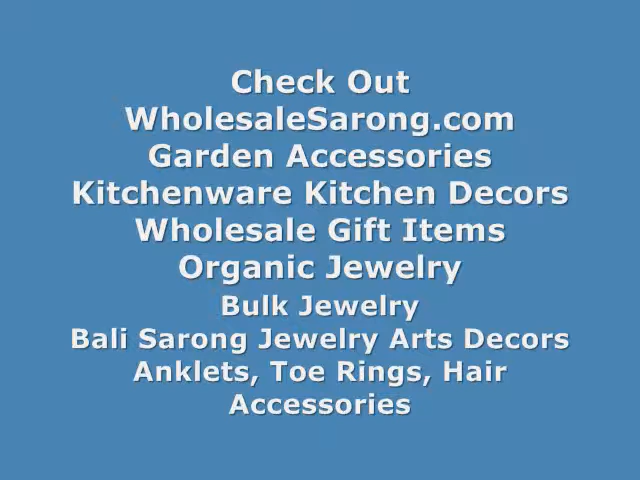 Check Out
WholesaleSarong.com
Garden Accessories
Kitchenware Kitchen Decors
Wholesale Gift Items
Organic Jewelry
Bulk Jewelry
Bali Sarong Jewelry Arts Decors
Anklets, Toe Rings, Hair
Accessories